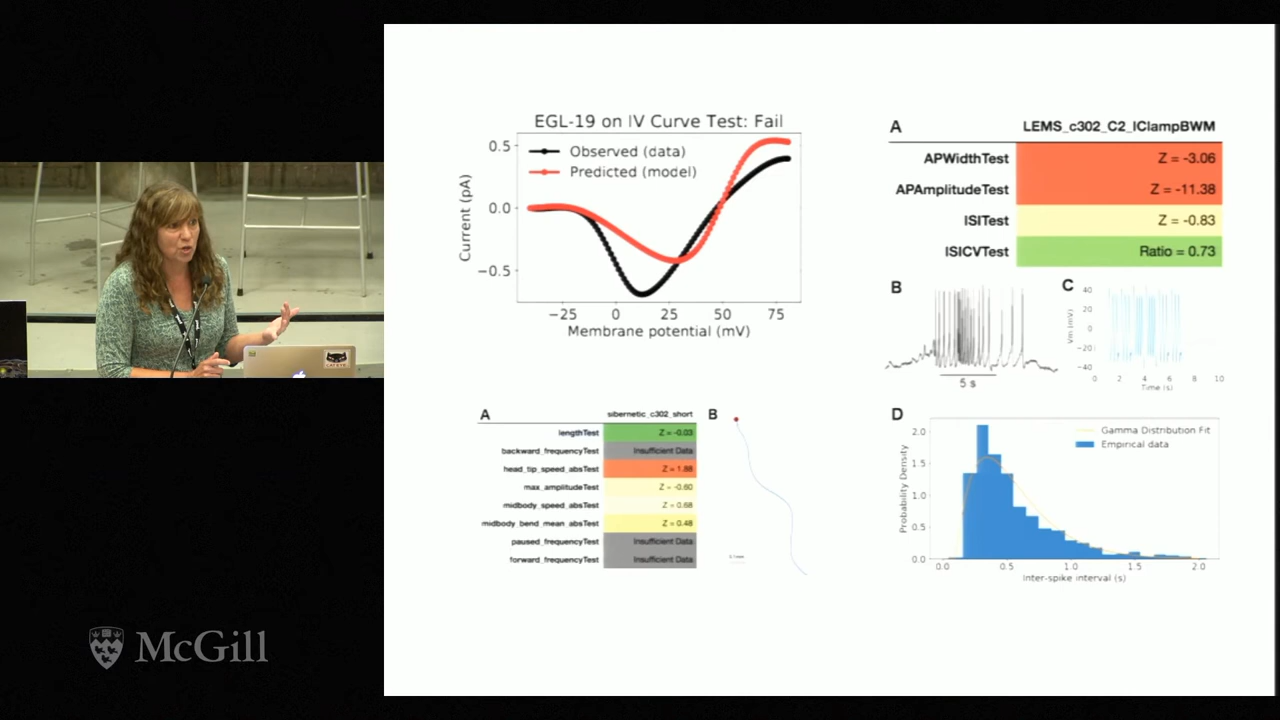 EGL-19 on IV Curve Test: Fail
Observed (data)
Predicted (model)
0.5
0.0
−0.5
Current (pA)
−25 0 25 50 75
Membrane potential (mV)
A LEMS_c302_C2_IClampBWM
APWidthTest Z = -3.06
APAmplitudeTest Z = -11.38
ISITest Z = -0.83
ISICVTest Ratio = 0.73
B
5 s
C
40
20
0
−20
−40
Vm (mV)
0 2 4 6 8 10
Time (s)
A sibernetic_c302_short
lengthTest Z = -0.03
backward_frequencyTest Insufficient Data
head_tip_speed_absTest Z = 1.88
max_amplitudeTest Z = -0.60
midbody_speed_absTest Z = 0.68
midbody_bend_mean_absTest Z = 0.48
paused_frequencyTest Insufficient Data
forward_frequencyTest Insufficient Data
B
D
Gamma Distribution Fit
Empirical data
2.0
1.5
1.0
0.5
0.0
Probability Density
0.0 0.5 1.0 1.5 2.0
Inter-spike interval (s)
McGill